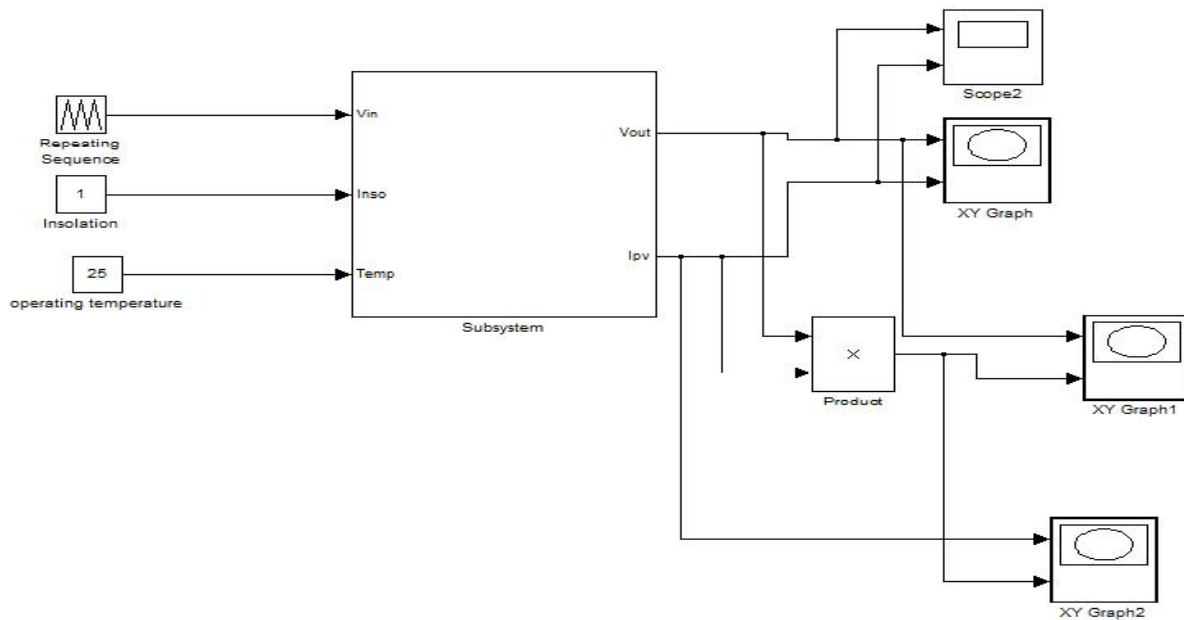 Scope2
Vin
Vout
Repeating
Sequence
XY Graph
1
Inso
Insolation
Ipv
25
Temp
operating temperature
Subsystem
×
Product
XY Graph1
XY Graph2